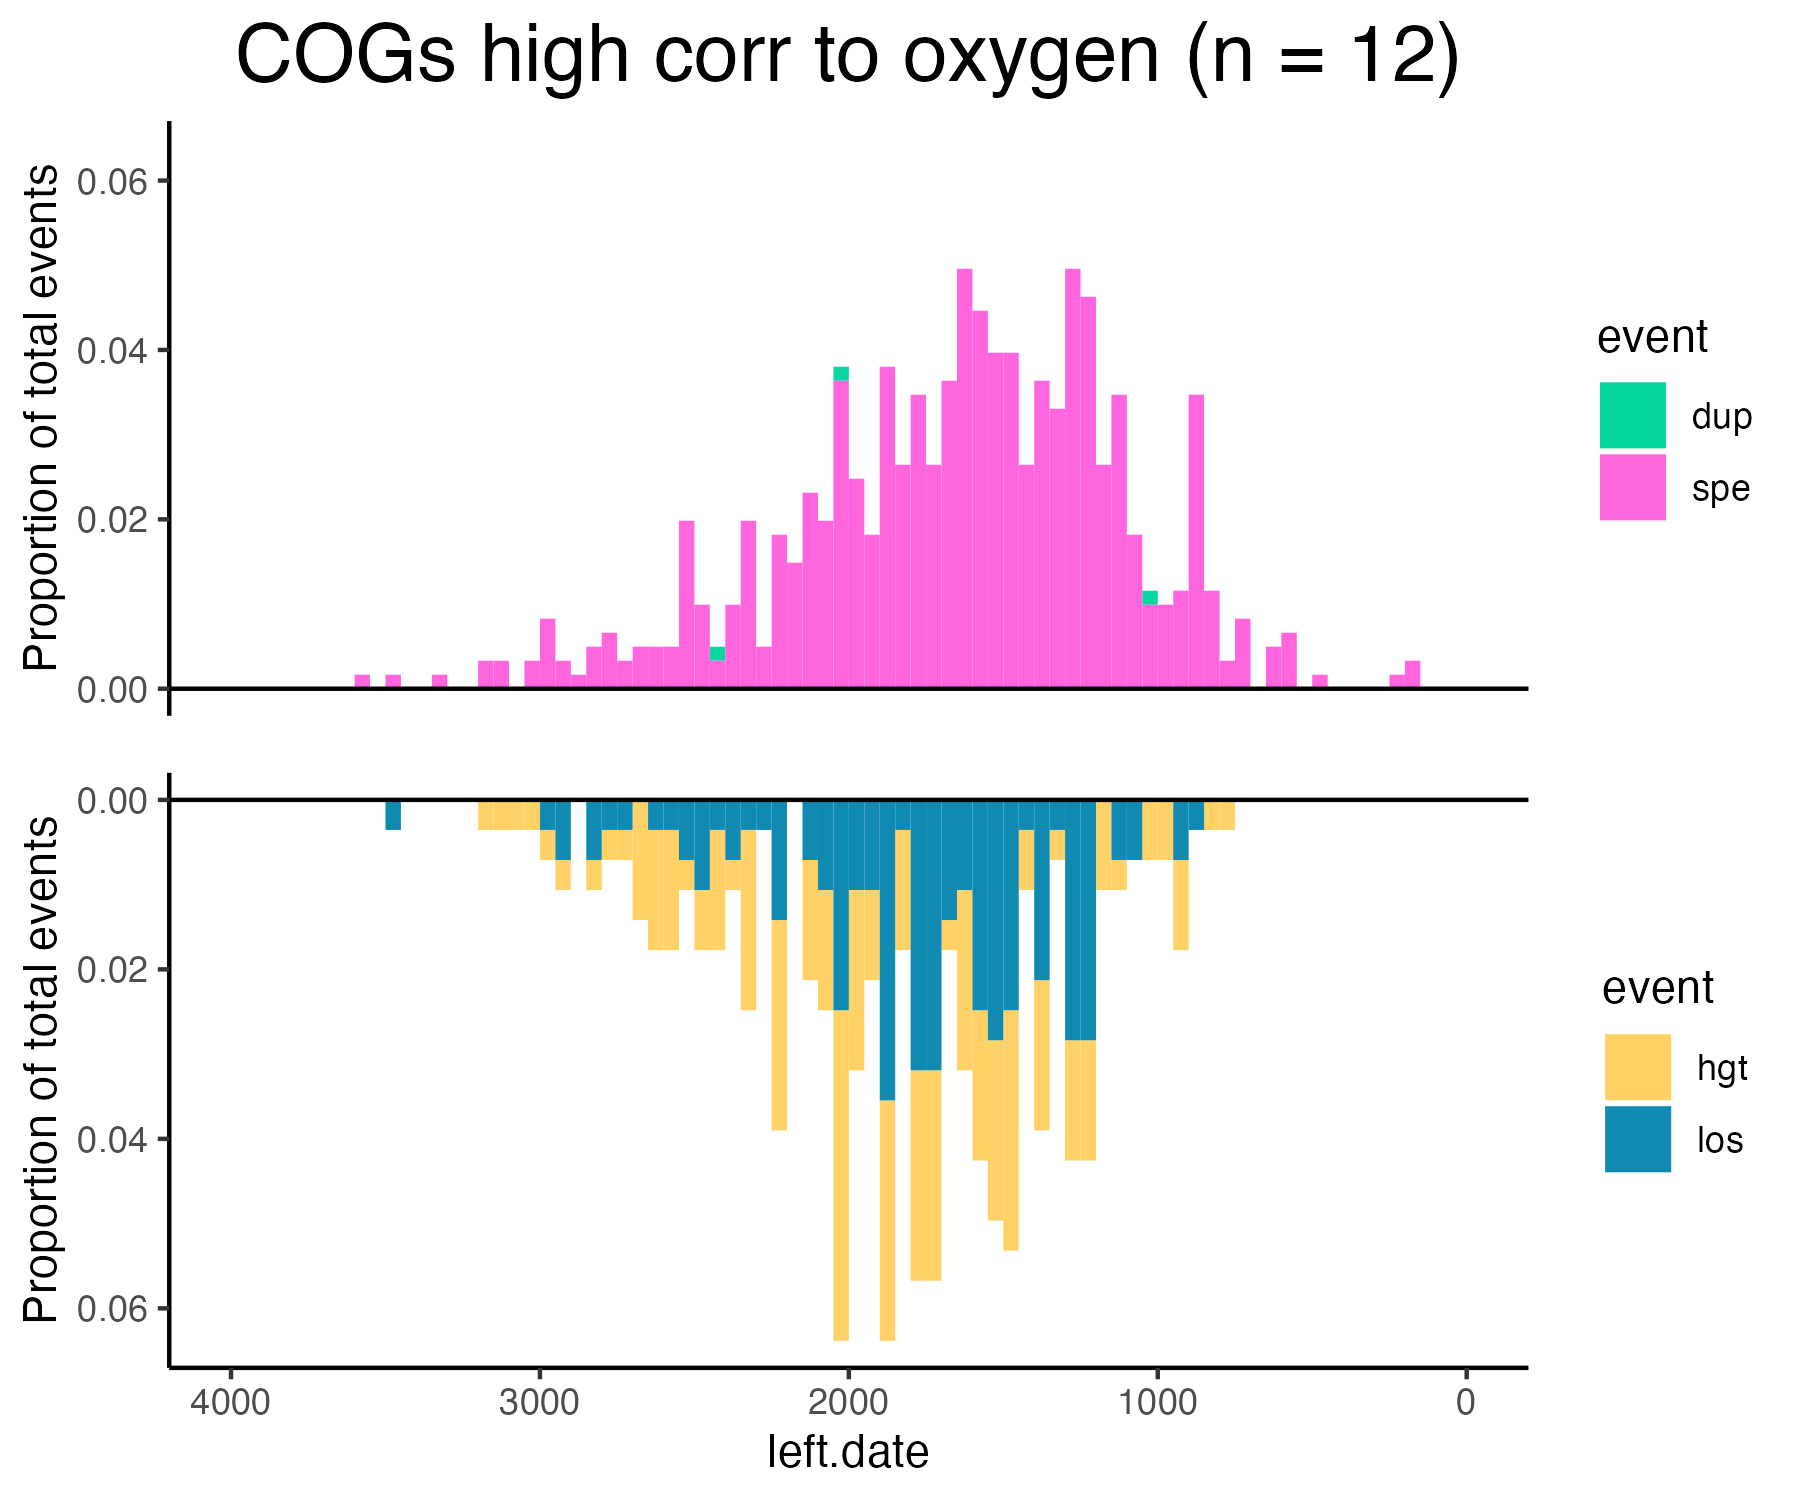 COGs high corr to oxygen (n = 12)
Proportion of total events
0.06
0.04
0.02
0.00
event
dup
spe
Proportion of total events
0.00
0.02
0.04
0.06
event
hgt
los
4000 3000 2000 1000 0
left.date